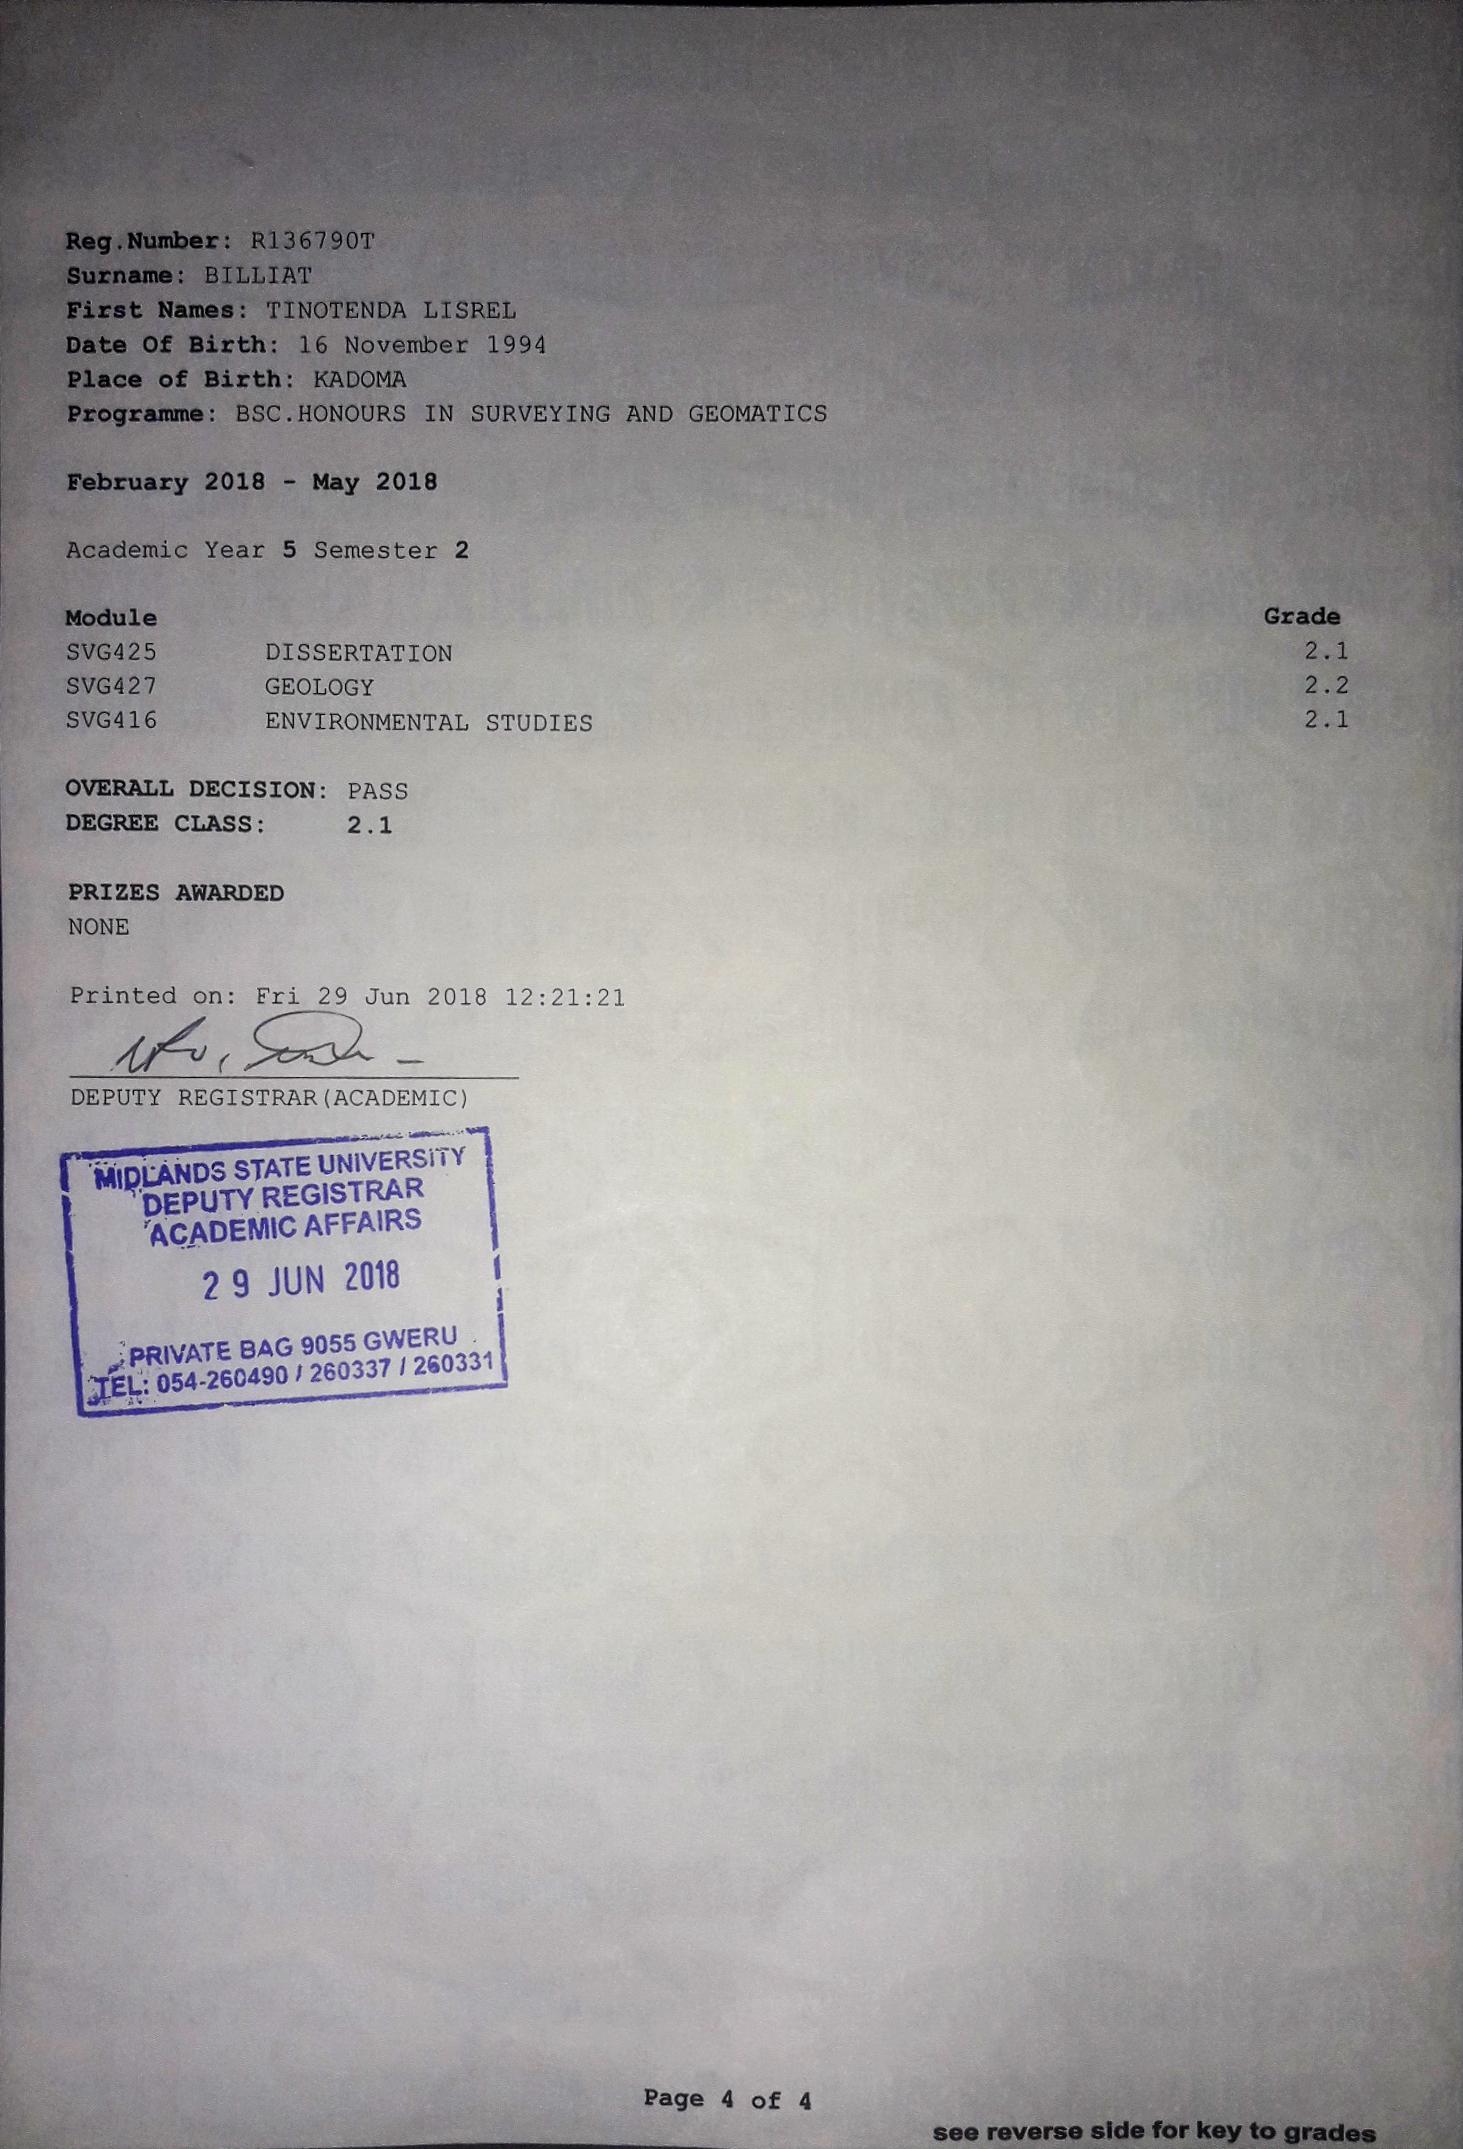 Reg.Number: R136790T
Surname: BILLIAT
First Names: TINOTENDA LISREL
Date Of Birth: 16 November 1994
Place of Birth: KADOMA
Programme: BSC.HONOURS IN SURVEYING AND GEOMATICS
February 2018 - May 2018
Academic Year 5 Semester 2
Module Grade
SVG425 DISSERTATION 2.1
SVG427 GEOLOGY 2.2
SVG416 ENVIRONMENTAL STUDIES 2.1
OVERALL DECISION: PASS
DEGREE CLASS: 2.1
PRIZES AWARDED
NONE
Printed on: Fri 29 Jun 2018 12:21:21
DEPUTY REGISTRAR(ACADEMIC)
MIDLANDS STATE UNIVERSITY
DEPUTY REGISTRAR
ACADEMIC AFFAIRS
29 JUN 2018
PRIVATE BAG 9055 GWERU
TEL: 054-260490 / 260337 / 260331
Page 4 of 4
see reverse side for key to grades